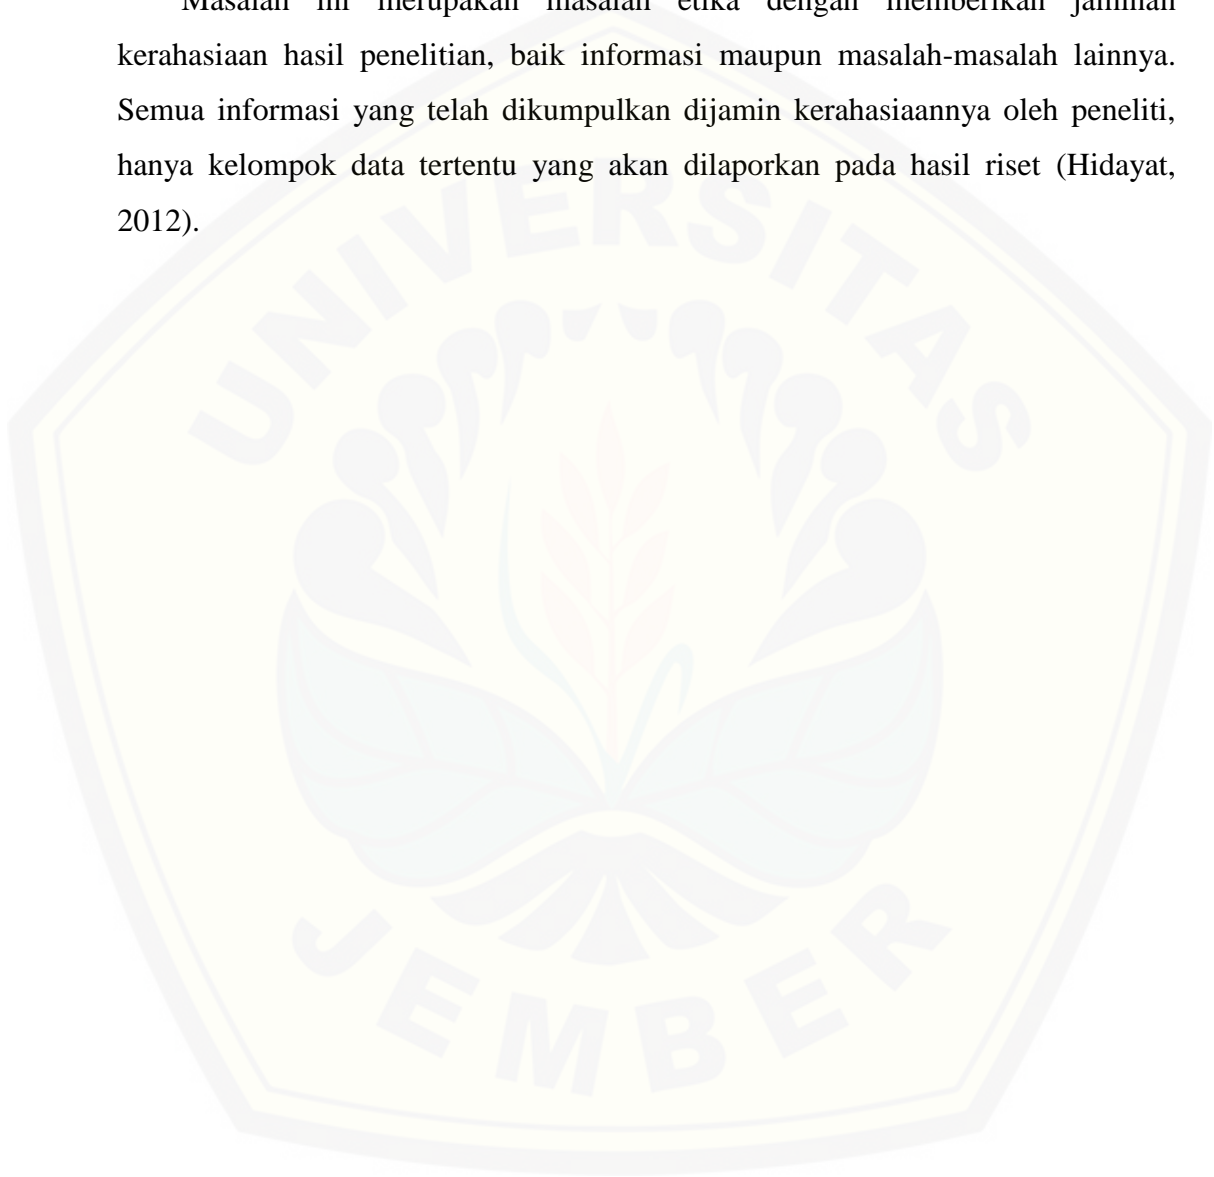 Masalah ini merupakan masalah etika dengan memberikan jaminan
kerahasiaan hasil penelitian, baik informasi maupun masalah-masalah lainnya.
Semua informasi yang telah dikumpulkan dijamin kerahasiaannya oleh peneliti,
hanya kelompok data tertentu yang akan dilaporkan pada hasil riset (Hidayat,
2012).
UNIVERSITAS
JEMBER